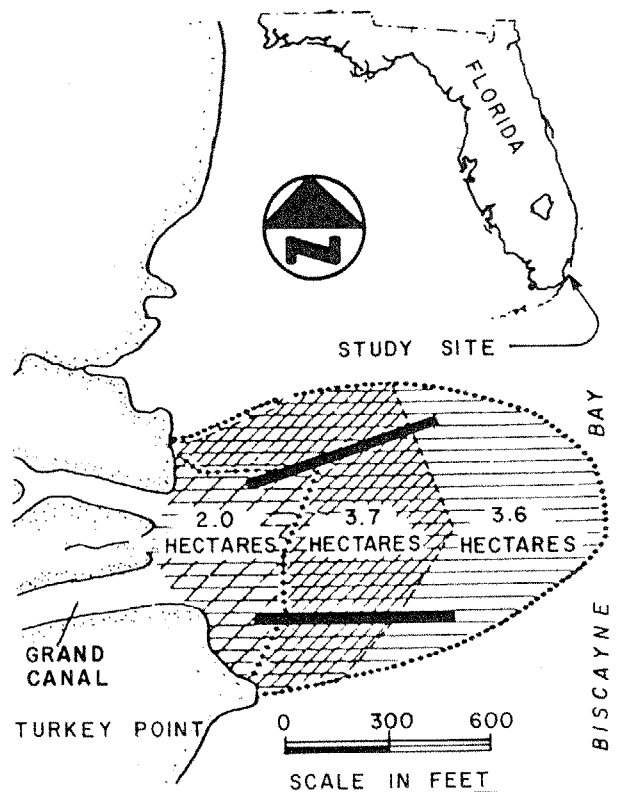 FLORIDA
N
STUDY SITE
BISCAYNE BAY
2.0 HECTARES
3.7 HECTARES
3.6 HECTARES
GRAND
CANAL
TURKEY POINT
0 300 600
SCALE IN FEET